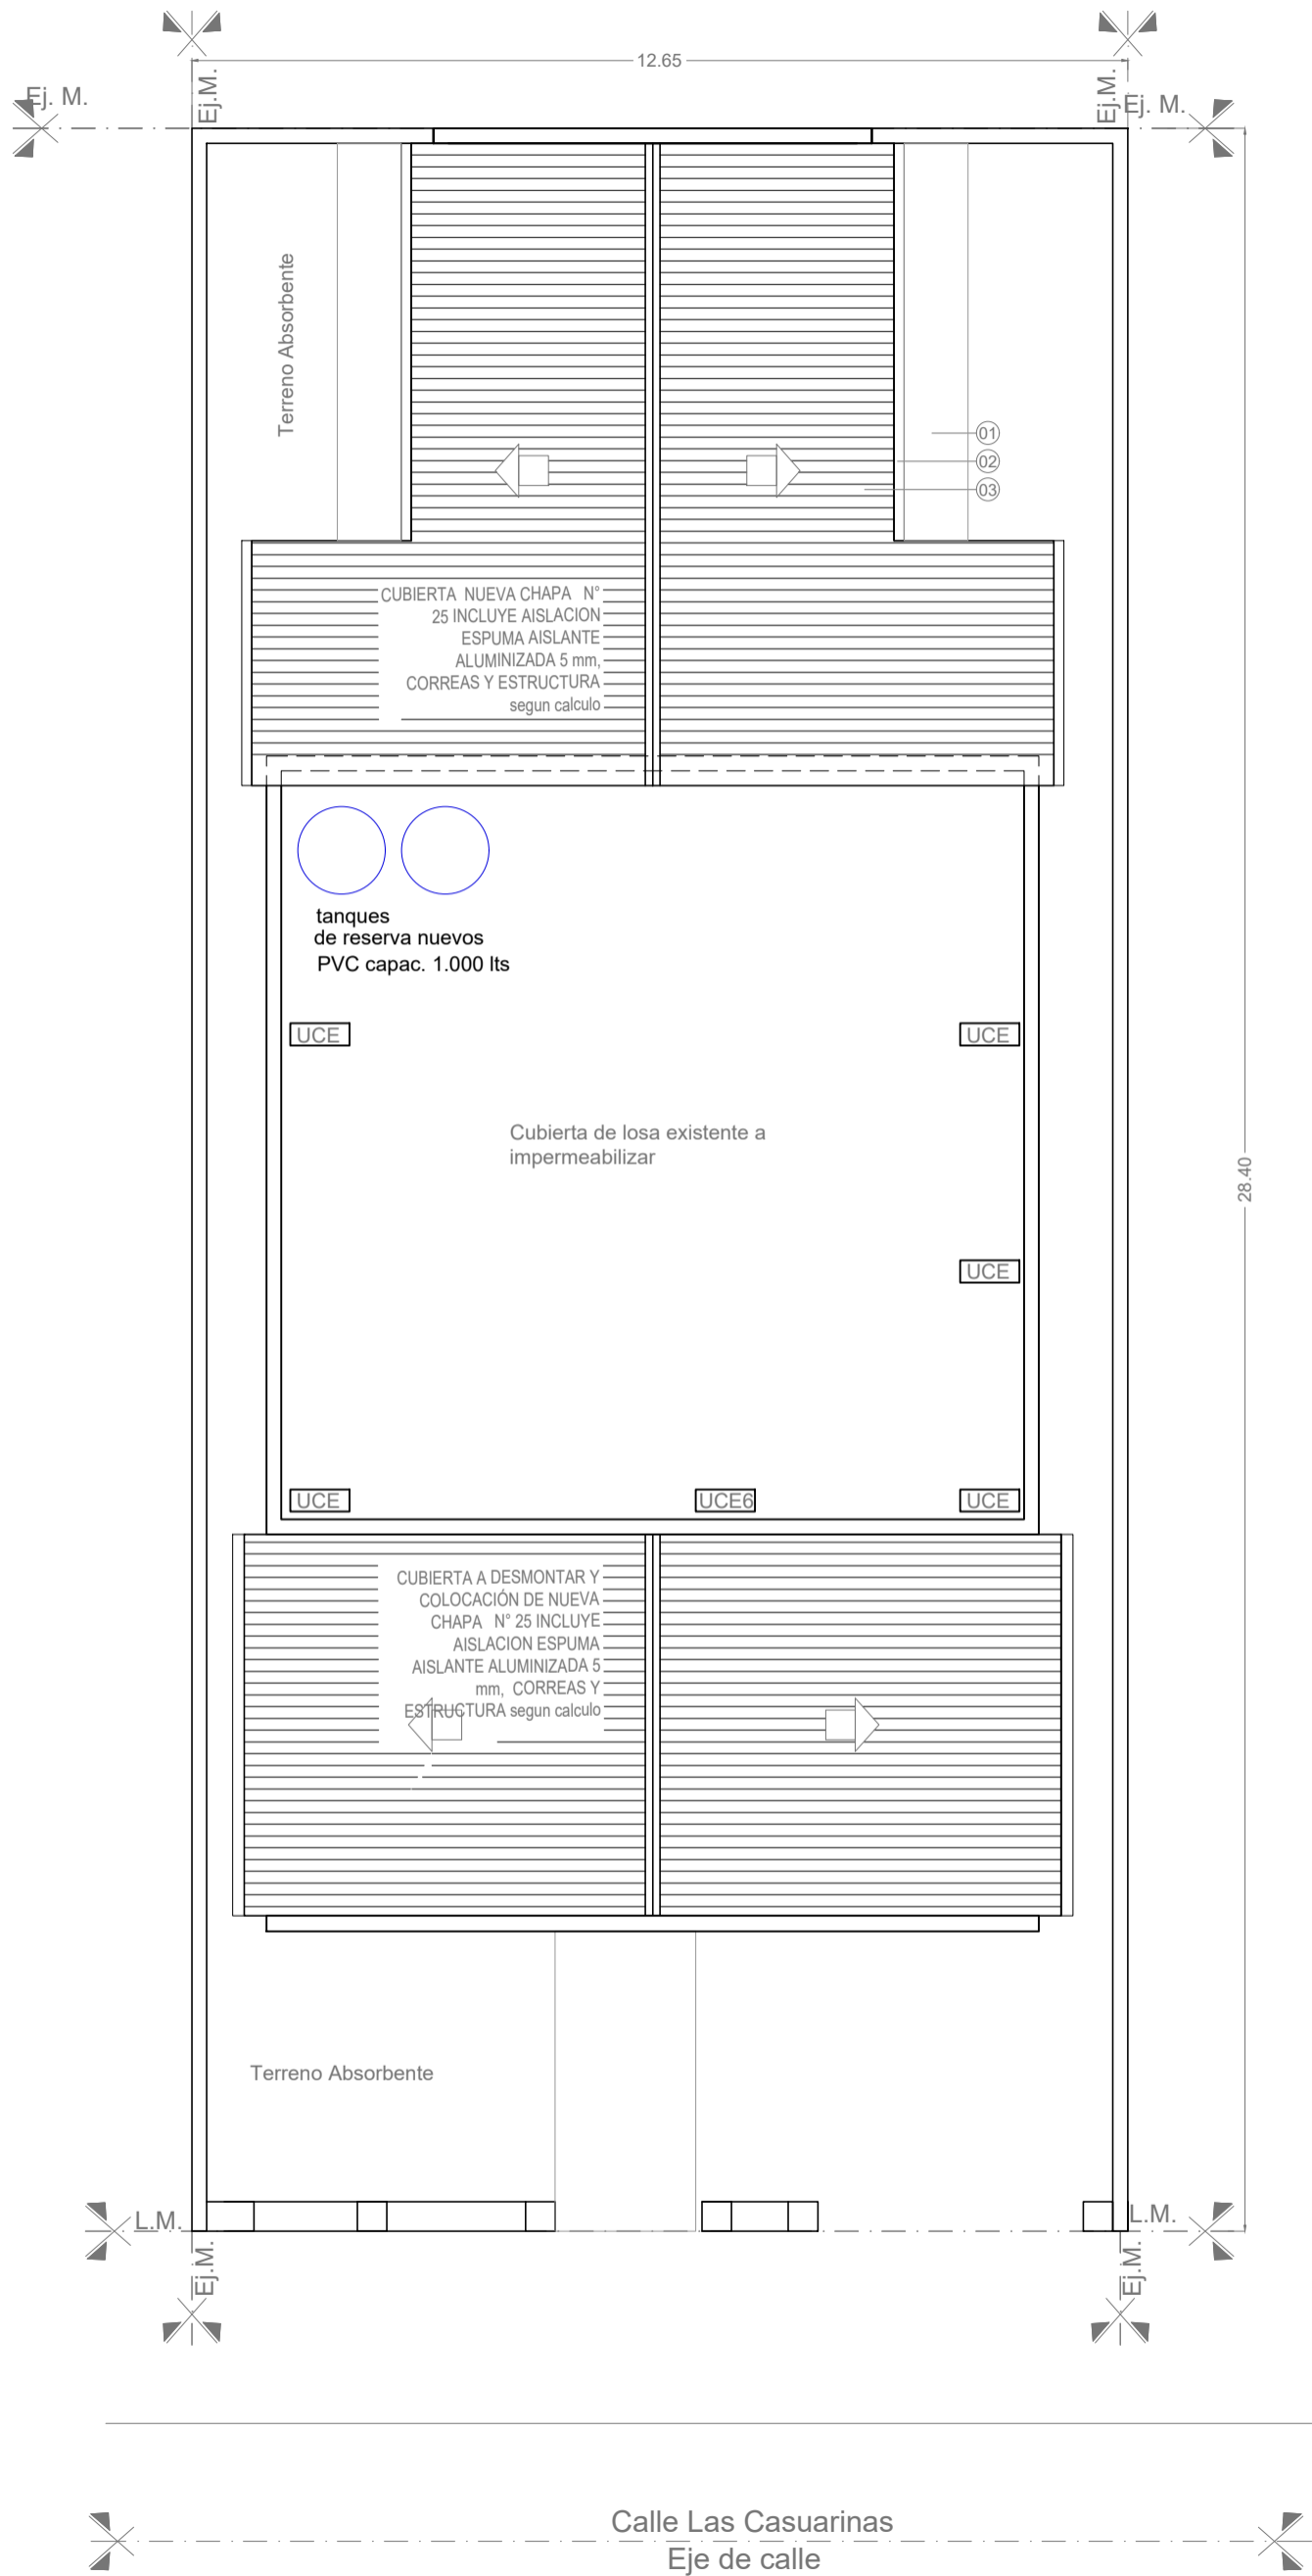 12.65
Ej.M.
Ej.M.
Ej. M.
Ej. M.
Terreno Absorbente
01
02
03
CUBIERTA NUEVA CHAPA N°
25 INCLUYE AISLACION
ESPUMA AISLANTE
ALUMINIZADA 5 mm,
CORREAS Y ESTRUCTURA
segun calculo
tanques
de reserva nuevos
PVC capac. 1.000 lts
UCE
UCE
Cubierta de losa existente a
impermeabilizar
28.40
UCE
UCE
UCE6
UCE
CUBIERTA A DESMONTAR Y
COLOCACIÓN DE NUEVA
CHAPA N° 25 INCLUYE
AISLACION ESPUMA
AISLANTE ALUMINIZADA 5
mm, CORREAS Y
ESTRUCTURA segun calculo
Terreno Absorbente
L.M.
L.M.
Ej.M.
Ej.M.
Calle Las Casuarinas
Eje de calle